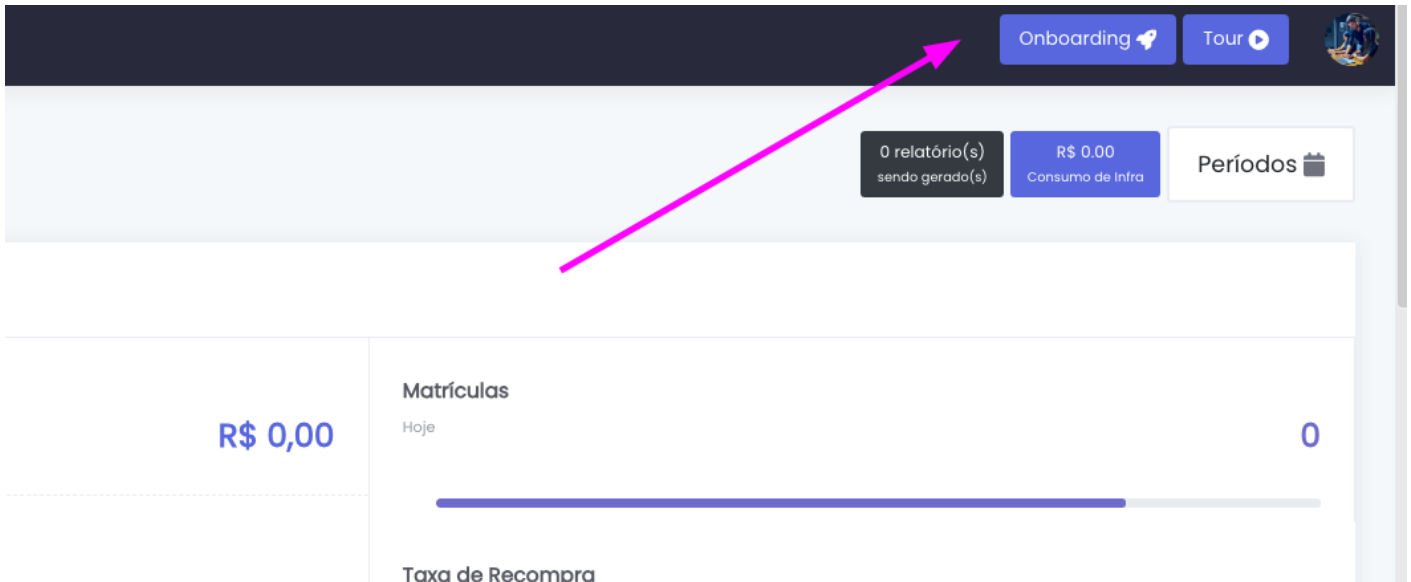 Onboarding
Tour
0 relatório(s)
sendo gerado(s)
R$ 0.00
Consumo de Infra
Períodos
Matrículas
Hoje
R$ 0,00
0
Taxa de Recompra